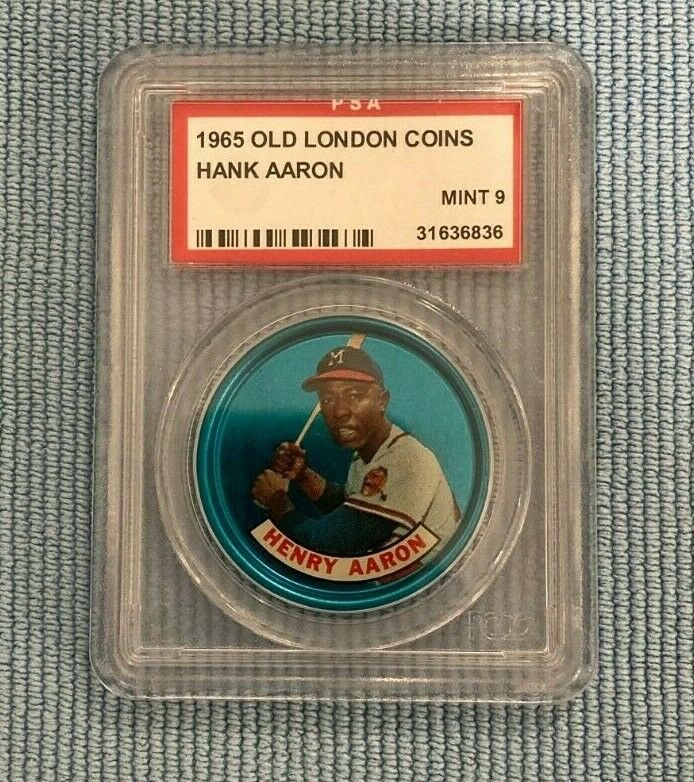 PSA
1965 OLD LONDON COINS
HANK AARON
MINT 9
31636836
M
HENRY AARON